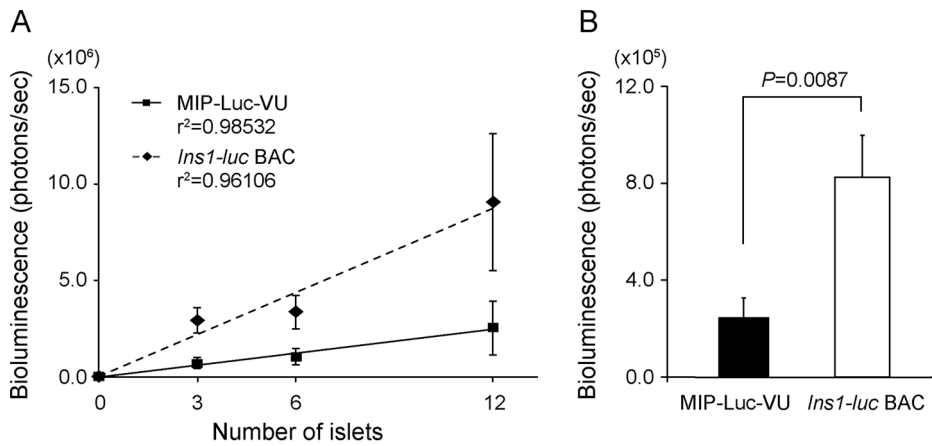 A
(x10⁶)
Bioluminescence (photons/sec)
15.0
10.0
5.0
0.0
MIP-Luc-VU
r²=0.98532
Ins1-luc BAC
r²=0.96106
0 3 6 12
Number of islets
B
(x10⁵)
Bioluminescence (photons/sec)
12.0
8.0
4.0
0.0
P=0.0087
MIP-Luc-VU Ins1-luc BAC